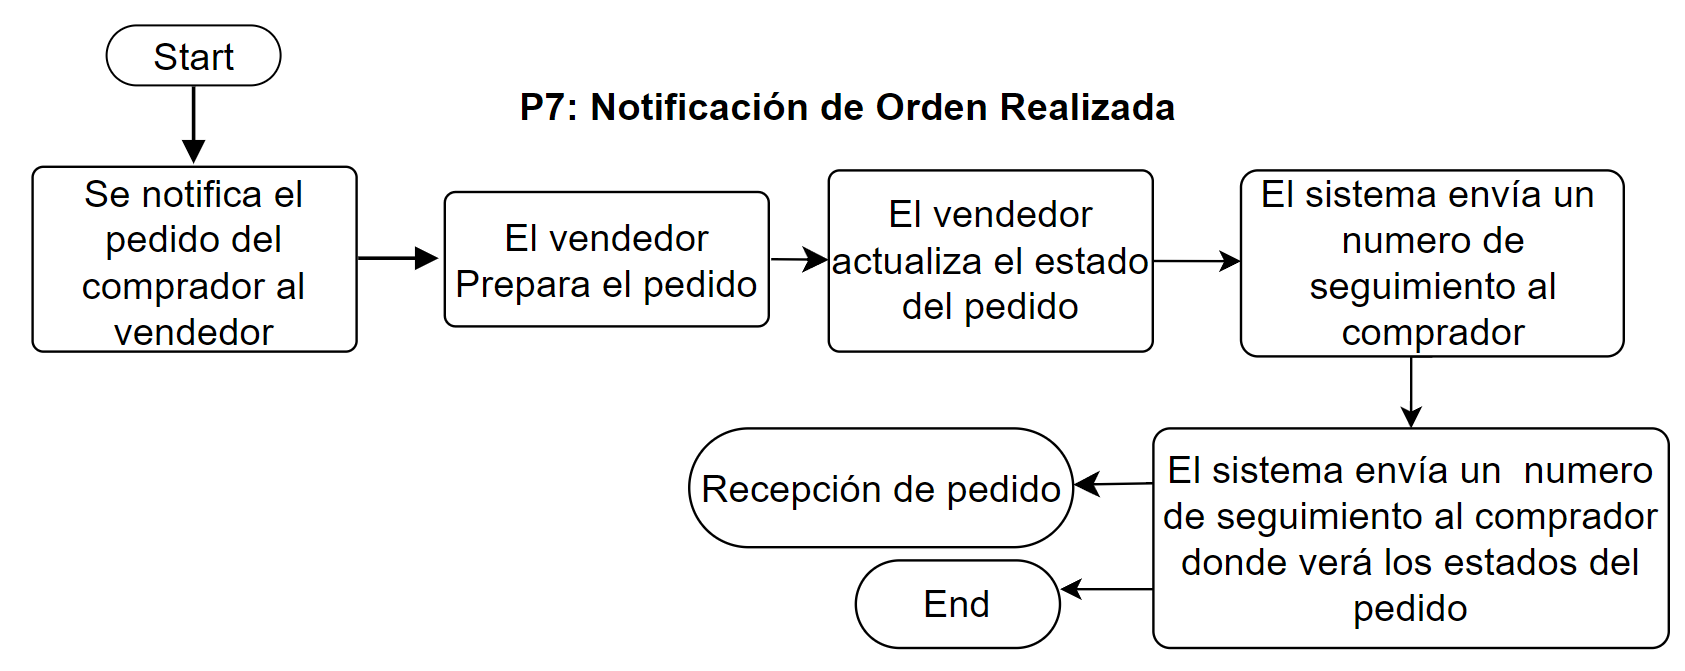 Start
P7: Notificación de Orden Realizada
Se notifica el
pedido del
comprador al
vendedor
El vendedor
Prepara el pedido
El vendedor
actualiza el estado
del pedido
El sistema envía un
numero de
seguimiento al
comprador
El sistema envía un  numero
de seguimiento al comprador
donde verá los estados del
pedido
Recepción de pedido
End